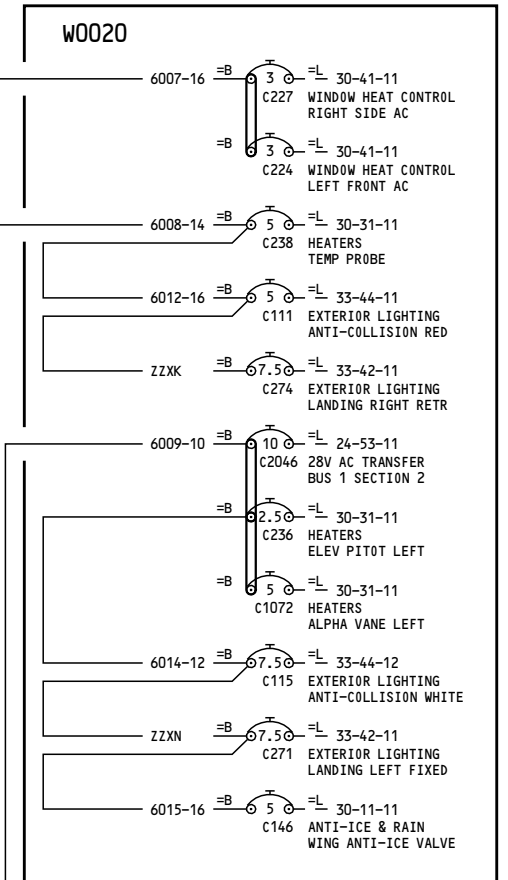 W0020
6007-16 =B 3 =L 30-41-11
C227 WINDOW HEAT CONTROL
RIGHT SIDE AC
=B 3 =L 30-41-11
C224 WINDOW HEAT CONTROL
LEFT FRONT AC
6008-14 =B 5 =L 30-31-11
C238 HEATERS
TEMP PROBE
6012-16 =B 5 =L 33-44-11
C111 EXTERIOR LIGHTING
ANTI-COLLISION RED
ZZXK =B 7.5 =L 33-42-11
C274 EXTERIOR LIGHTING
LANDING RIGHT RETR
6009-10 =B 10 =L 24-53-11
C2046 28V AC TRANSFER
BUS 1 SECTION 2
=B 2.5 =L 30-31-11
C236 HEATERS
ELEV PITOT LEFT
=B 5 =L 30-31-11
C1072 HEATERS
ALPHA VANE LEFT
6014-12 =B 7.5 =L 33-44-12
C115 EXTERIOR LIGHTING
ANTI-COLLISION WHITE
ZZXN =B 7.5 =L 33-42-11
C271 EXTERIOR LIGHTING
LANDING LEFT FIXED
6015-16 =B 5 =L 30-11-11
C146 ANTI-ICE & RAIN
WING ANTI-ICE VALVE